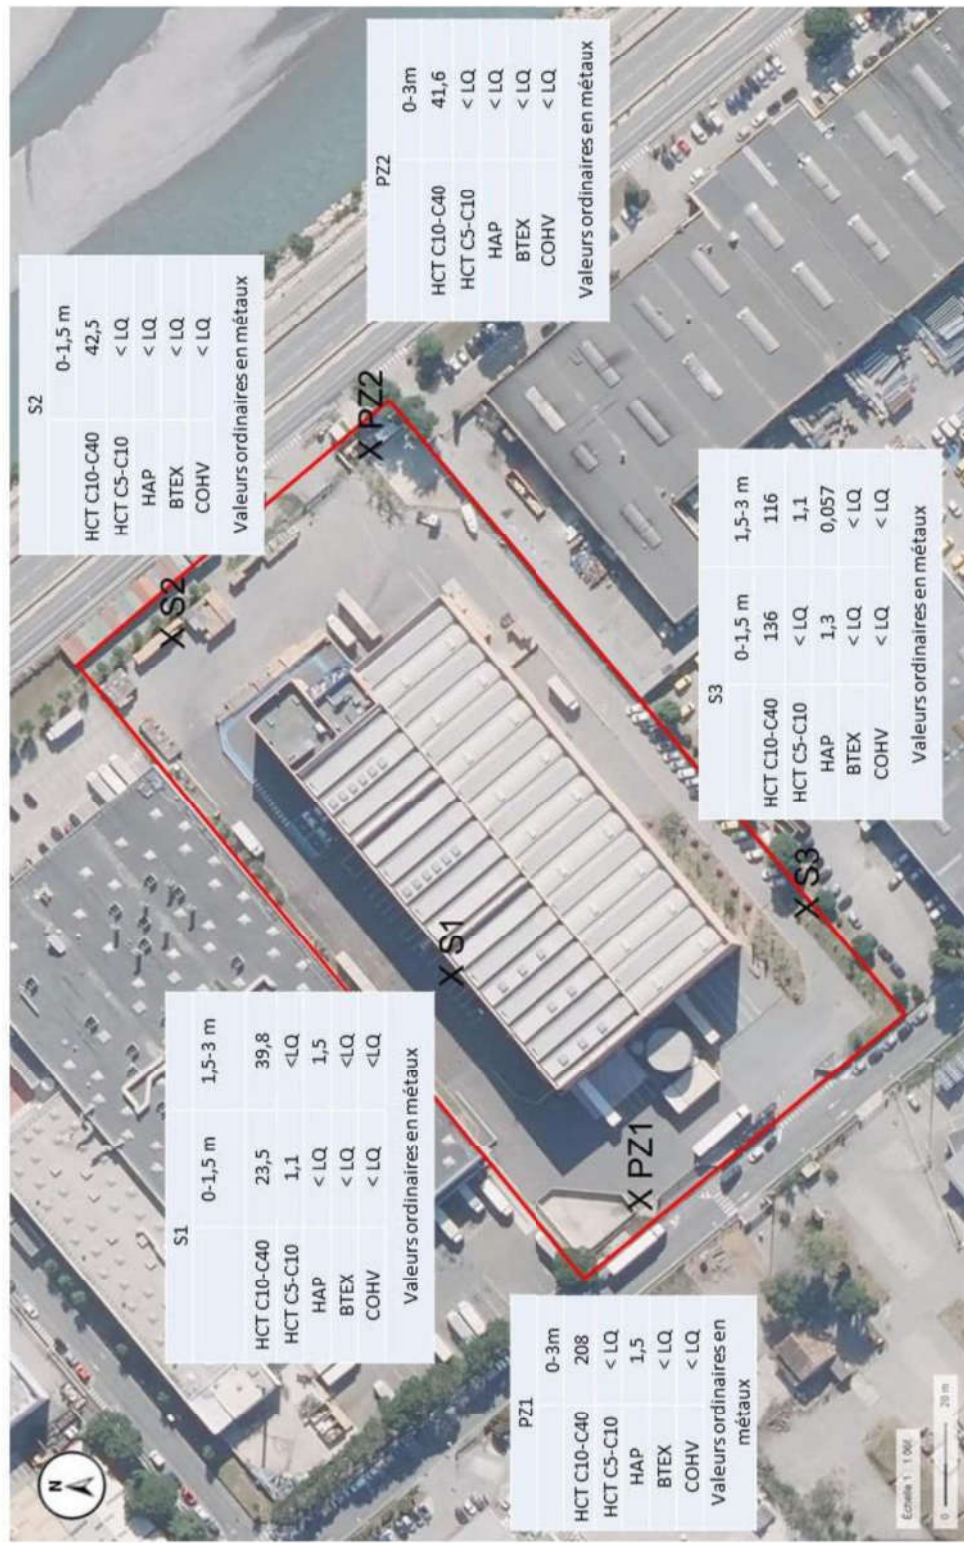 N
S2
0-1,5 m
HCT C10-C40 42,5
HCT C5-C10 < LQ
HAP < LQ
BTEX < LQ
COHV < LQ
Valeurs ordinaires en métaux
S1
0-1,5 m 1,5-3 m
HCT C10-C40 23,5 39,8
HCT C5-C10 1,1 <LQ
HAP < LQ 1,5
BTEX < LQ <LQ
COHV < LQ <LQ
Valeurs ordinaires en métaux
X S2
PZ2
0-3m
HCT C10-C40 41,6
HCT C5-C10 < LQ
HAP < LQ
BTEX < LQ
COHV < LQ
Valeurs ordinaires en métaux
X PZ2
X S1
PZ1
0-3m
HCT C10-C40 208
HCT C5-C10 < LQ
HAP 1,5
BTEX < LQ
COHV < LQ
Valeurs ordinaires en
métaux
X PZ1
S3
0-1,5 m 1,5-3 m
HCT C10-C40 136 116
HCT C5-C10 < LQ 1,1
HAP 1,3 0,057
BTEX < LQ < LQ
COHV < LQ < LQ
Valeurs ordinaires en métaux
X S3
Échelle 1 :
0 20 m